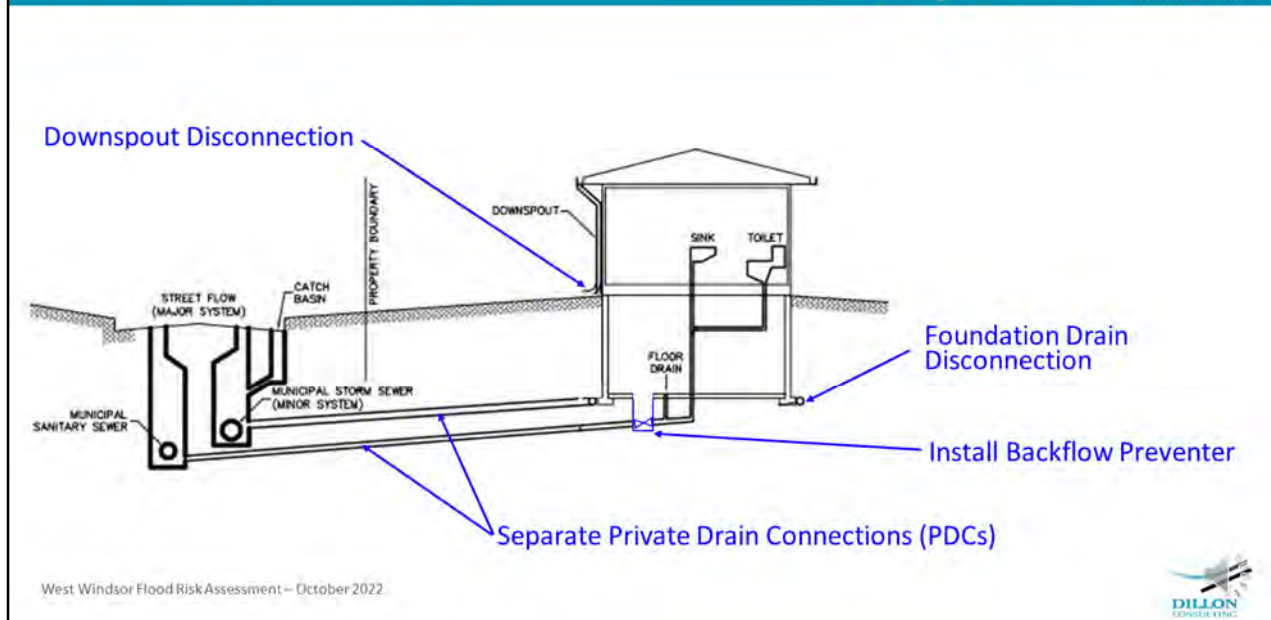 Downspout Disconnection
PROPERTY BOUNDARY
DOWNSPOUT
SINK
TOILET
STREET FLOW
(MAJOR SYSTEM)
CATCH
BASIN
Foundation Drain
Disconnection
FLOOR
DRAIN
MUNICIPAL STORM SEWER
(MINOR SYSTEM)
MUNICIPAL
SANITARY SEWER
Install Backflow Preventer
Separate Private Drain Connections (PDCs)
West Windsor Flood Risk Assessment – October 2022
DILLON
CONSULTING